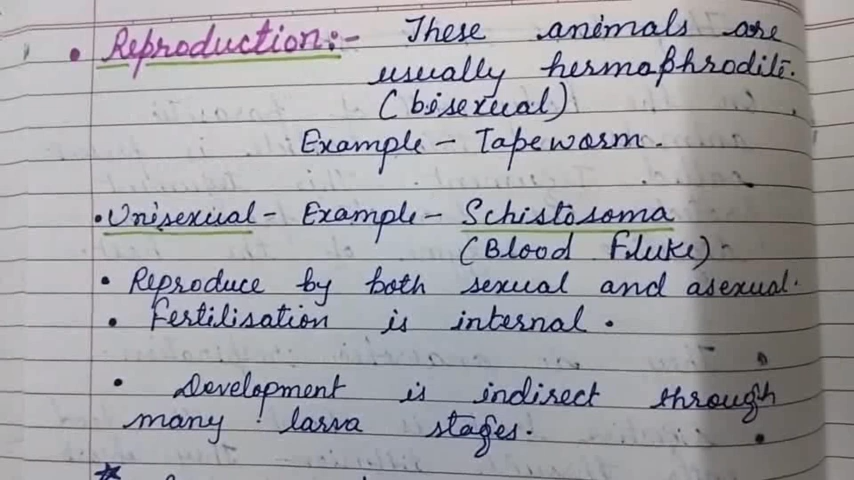 • Reproduction:- These animals are
usually hermaphrodite.
(bisexual)
Example - Tapeworm.
• Unisexual - Example - Schistosoma
(Blood Fluke).
• Reproduce by both sexual and asexual.
• Fertilisation is internal.
• Development is indirect through
many larva stages.